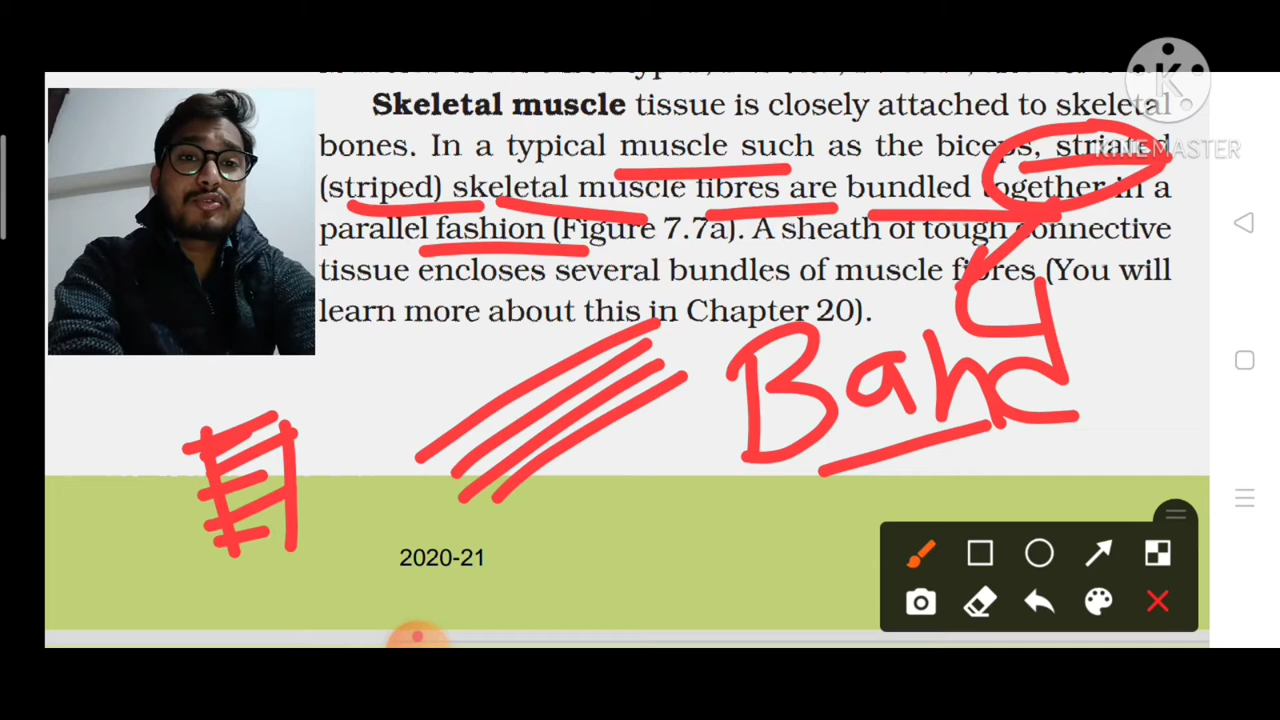 KINEMASTER
Skeletal muscle tissue is closely attached to skeletal
bones. In a typical muscle such as the biceps, striated
(striped) skeletal muscle fibres are bundled together in a
parallel fashion (Figure 7.7a). A sheath of tough connective
tissue encloses several bundles of muscle fibres (You will
learn more about this in Chapter 20).
Band
2020-21